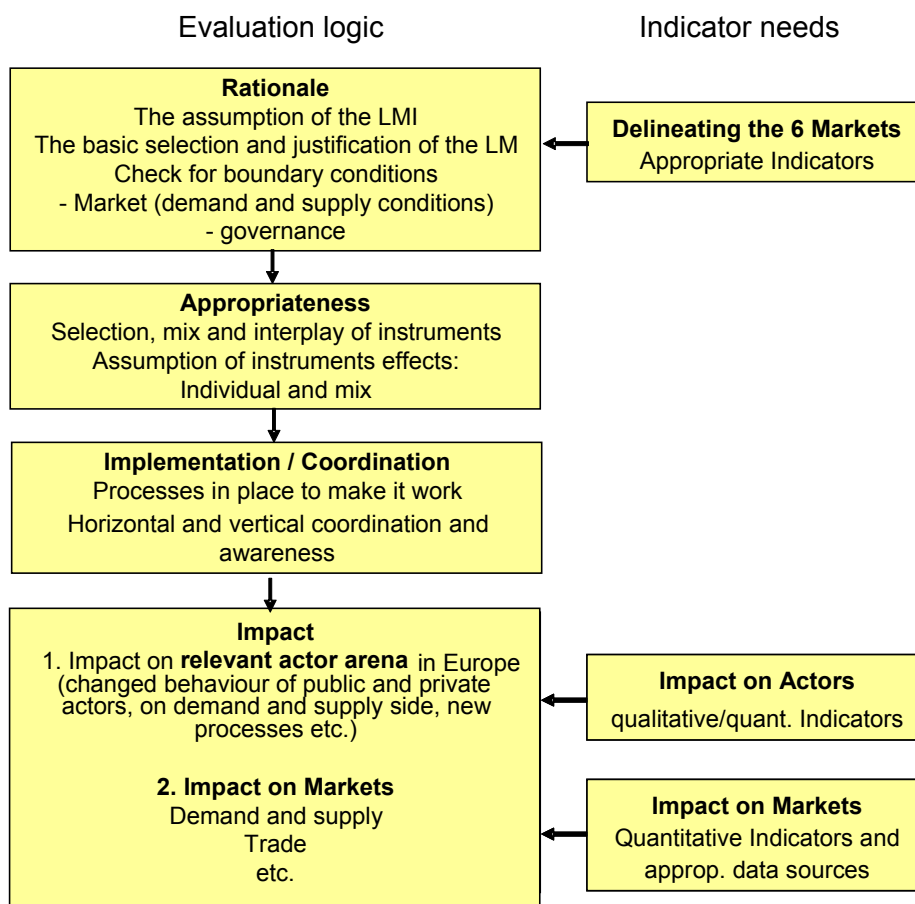 Evaluation logic
Indicator needs
Rationale
The assumption of the LMI
The basic selection and justification of the LM
Check for boundary conditions
- Market (demand and supply conditions)
- governance
Delineating the 6 Markets
Appropriate Indicators
Appropriateness
Selection, mix and interplay of instruments
Assumption of instruments effects:
Individual and mix
Implementation / Coordination
Processes in place to make it work
Horizontal and vertical coordination and
awareness
Impact
1. Impact on relevant actor arena in Europe
(changed behaviour of public and private
actors, on demand and supply side, new
processes etc.)
2. Impact on Markets
Demand and supply
Trade
etc.
Impact on Actors
qualitative/quant. Indicators
Impact on Markets
Quantitative Indicators and
approp. data sources